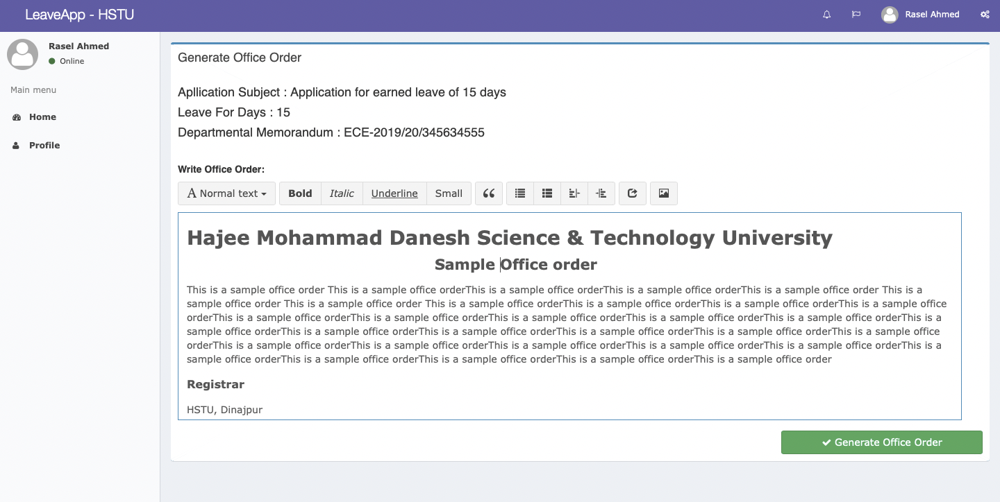 LeaveApp - HSTU
Rasel Ahmed
Rasel Ahmed
Online
Main menu
Home
Profile
Generate Office Order
Apllication Subject : Application for earned leave of 15 days
Leave For Days : 15
Departmental Memorandum : ECE-2019/20/345634555
Write Office Order:
A Normal text Bold Italic Underline Small
Hajee Mohammad Danesh Science & Technology University
Sample Office order
This is a sample office order This is a sample office orderThis is a sample office orderThis is a sample office orderThis is a sample office order This is a
sample office order This is a sample office order This is a sample office orderThis is a sample office orderThis is a sample office orderThis is a sample office
orderThis is a sample office orderThis is a sample office orderThis is a sample office orderThis is a sample office orderThis is a sample office orderThis is a
sample office orderThis is a sample office orderThis is a sample office orderThis is a sample office orderThis is a sample office orderThis is a sample office
orderThis is a sample office orderThis is a sample office orderThis is a sample office orderThis is a sample office orderThis is a sample office orderThis is a
sample office orderThis is a sample office orderThis is a sample office orderThis is a sample office orderThis is a sample office order
Registrar
HSTU, Dinajpur
Generate Office Order